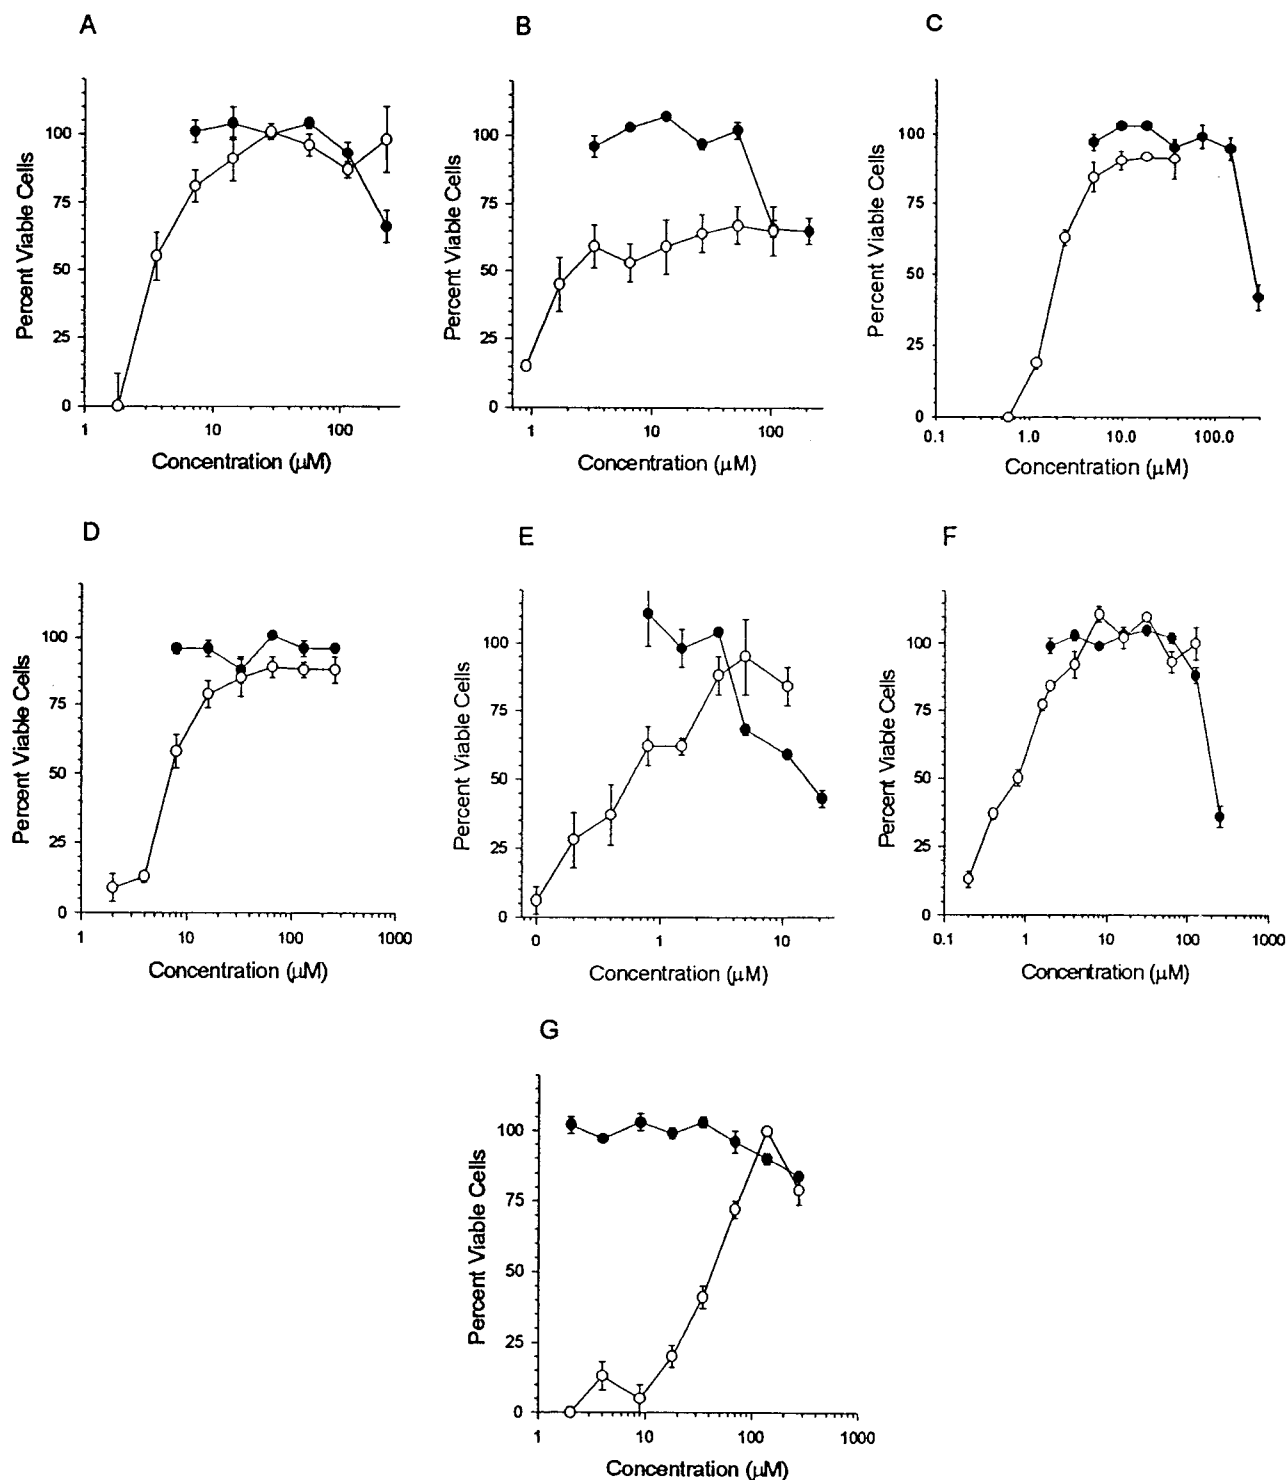 A
Percent Viable Cells
100
75
50
25
0
1 10 100
Concentration (μM)
B
Percent Viable Cells
100
75
50
25
0
1 10 100
Concentration (μM)
C
Percent Viable Cells
100
75
50
25
0
0.1 1.0 10.0 100.0
Concentration (μM)
D
Percent Viable Cells
100
75
50
25
0
1 10 100 1000
Concentration (μM)
E
Percent Viable Cells
100
75
50
25
0
0 1 10
Concentration (μM)
F
Percent Viable Cells
100
75
50
25
0
0.1 1 10 100 1000
Concentration (μM)
G
Percent Viable Cells
100
75
50
25
0
1 10 100 1000
Concentration (μM)